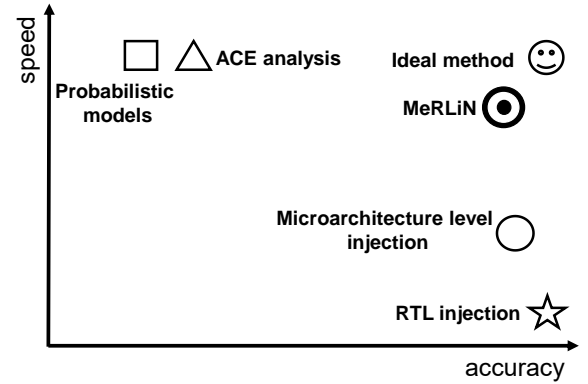 speed
ACE analysis
Ideal method
Probabilistic
models
MeRLiN
Microarchitecture level
injection
RTL injection
accuracy